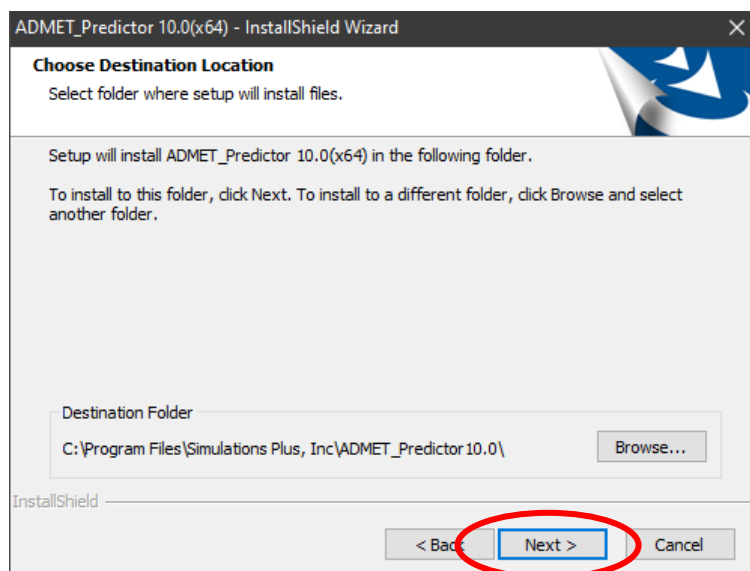 ADMET_Predictor 10.0(x64) - InstallShield Wizard
Choose Destination Location
Select folder where setup will install files.
Setup will install ADMET_Predictor 10.0(x64) in the following folder.
To install to this folder, click Next. To install to a different folder, click Browse and select
another folder.
Destination Folder
C:\Program Files\Simulations Plus, Inc\ADMET_Predictor10.0\
Browse...
InstallShield
< Back
Next >
Cancel